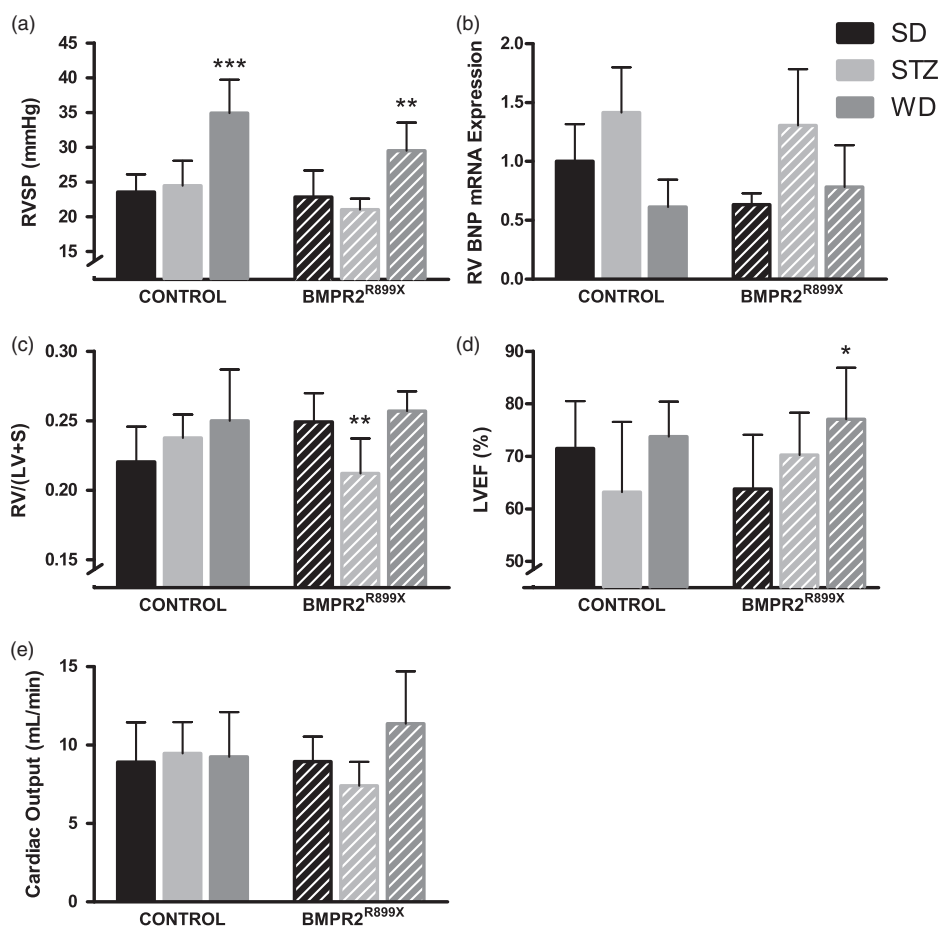 (a)
45
40
35
30
25
20
15
RVSP (mmHg)
***
**
CONTROL
BMPR2R899X
(b)
2.0
1.5
1.0
0.5
0.0
RV BNP mRNA Expression
CONTROL
BMPR2R899X
SD
STZ
WD
(c)
0.30
0.25
0.20
0.15
RV/(LV+S)
**
CONTROL
BMPR2R899X
(d)
90
80
70
60
50
LVEF (%)
*
CONTROL
BMPR2R899X
(e)
15
10
5
0
Cardiac Output (mL/min)
CONTROL
BMPR2R899X